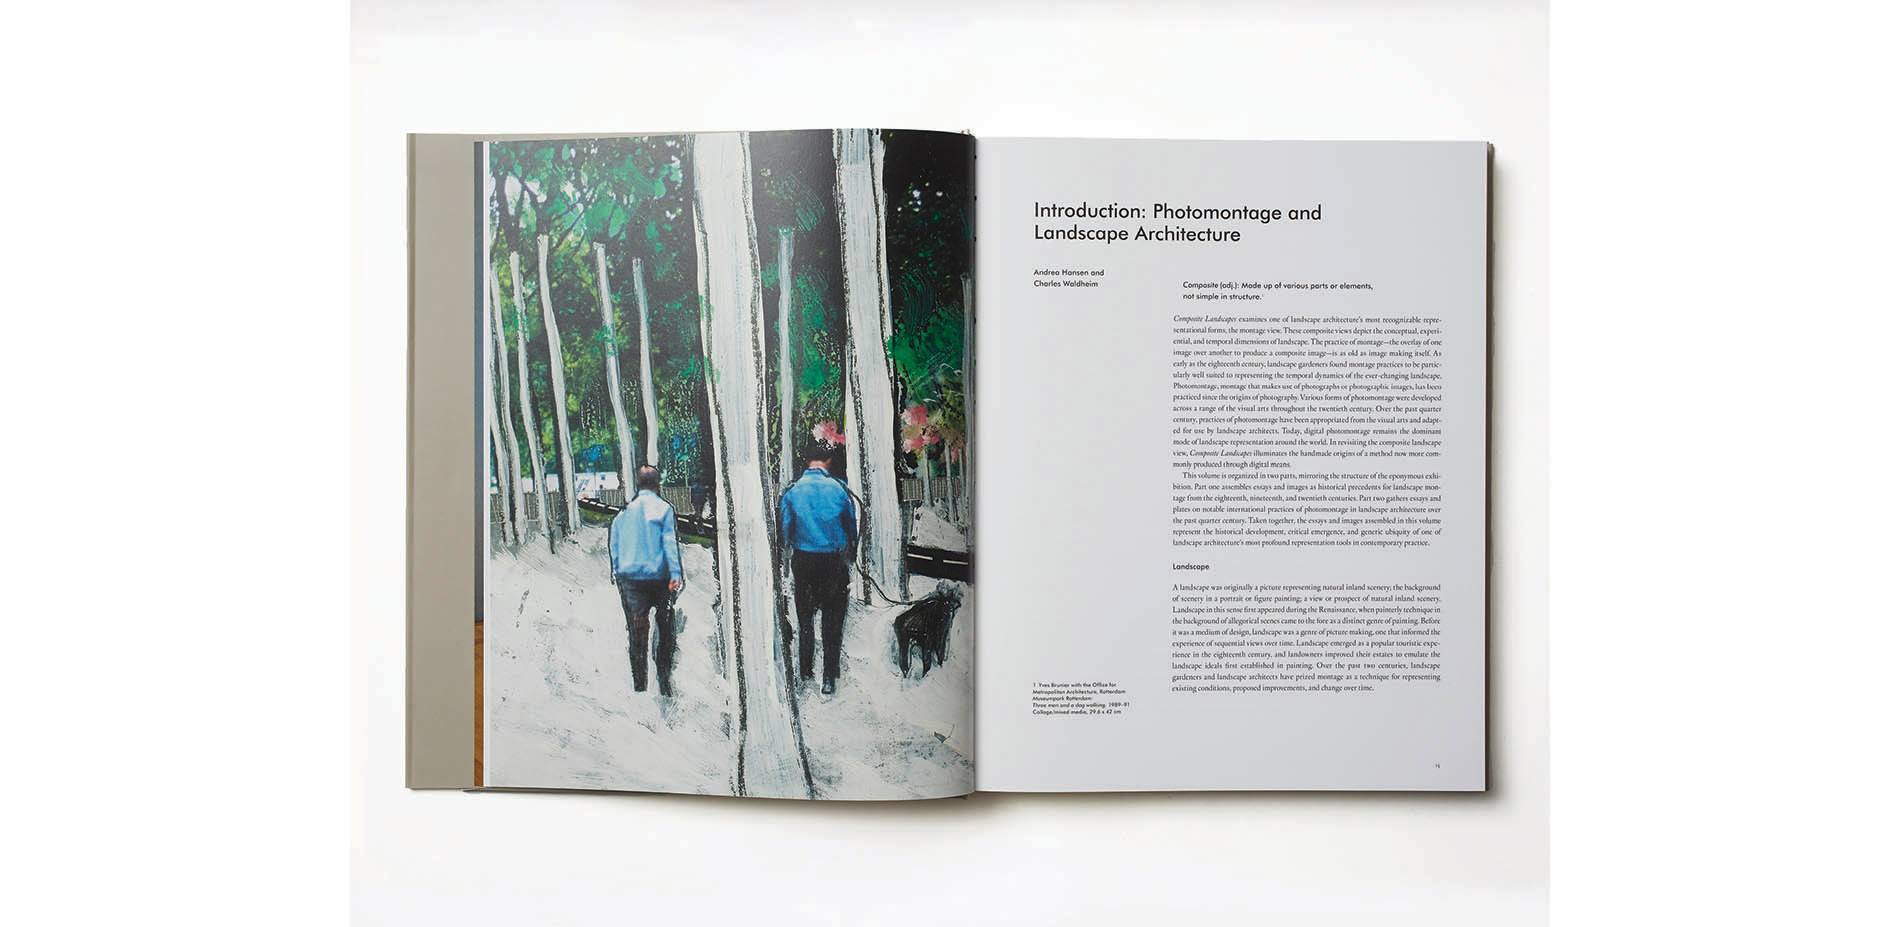 Introduction: Photomontage and
Landscape Architecture
Andrea Hansen and
Charles Waldheim
Composite (adj.): Made up of various parts or elements,
not simple in structure.
Composite Landscapes examines one of landscape architecture's most recognizable repre-
sentational forms, the montage view. These composite views depict the conceptual, experi-
ential, and temporal dimensions of landscape. The practice of montage—the overlay of one
image over another to produce a composite image—is as old as image making itself. As
early as the eighteenth century, landscape gardeners found montage practices to be partic-
ularly well suited to representing the temporal dynamics of the ever-changing landscape.
Photomontage, montage that makes use of photographs or photographic images, has been
practiced since the origins of photography. Various forms of photomontage were developed
across a range of the visual arts throughout the twentieth century. Over the past quarter
century, practices of photomontage have been appropriated from the visual arts and adapt-
ed for use by landscape architects. Today, digital photomontage remains the dominant
mode of landscape representation around the world. In revisiting the composite landscape
view, Composite Landscapes illuminates the handmade origins of a method now more com-
monly produced through digital means.
This volume is organized in two parts, mirroring the structure of the eponymous exhi-
bition. Part one assembles essays and images as historical precedents for landscape mon-
tage from the eighteenth, nineteenth, and twentieth centuries. Part two gathers essays and
plates on notable international practices of photomontage in landscape architecture over
the past quarter century. Taken together, the essays and images assembled in this volume
represent the historical development, critical emergence, and generic ubiquity of one of
landscape architecture's most profound representation tools in contemporary practice.
Landscape
A landscape was originally a picture representing natural inland scenery; the background
of scenery in a portrait or figure painting; a view or prospect of natural inland scenery.
Landscape in this sense first appeared during the Renaissance, when painterly technique in
the background of allegorical scenes came to the fore as a distinct genre of painting. Before
it was a medium of design, landscape was a genre of picture making, one that informed the
experience of sequential views over time. Landscape emerged as a popular touristic expe-
rience in the eighteenth century, and landowners improved their estates to emulate the
landscape ideals first established in painting. Over the past two centuries, landscape
gardeners and landscape architects have prized montage as a technique for representing
existing conditions, proposed improvements, and change over time.
1 Yves Brunier with the Office for
Metropolitan Architecture, Rotterdam
Museumpark Rotterdam:
Three men and a dog walking. 1989–91
Collage/mixed media, 29.6 x 42 cm